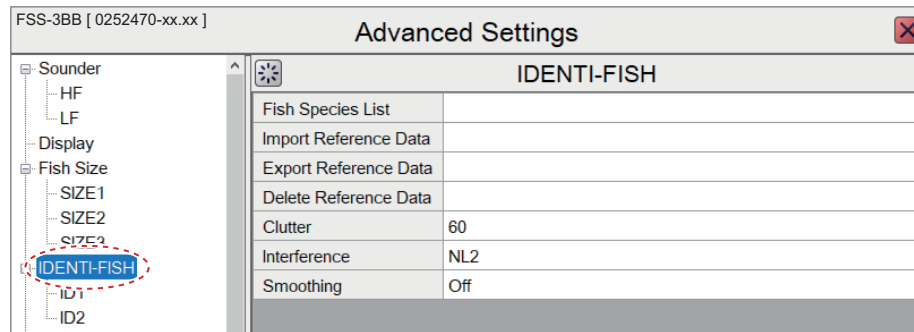 FSS-3BB [ 0252470-xx.xx ]
Advanced Settings
Sounder
HF
LF
Display
Fish Size
SIZE1
SIZE2
SIZE3
IDENTI-FISH
ID1
ID2
IDENTI-FISH
Fish Species List
Import Reference Data
Export Reference Data
Delete Reference Data
Clutter 60
Interference NL2
Smoothing Off